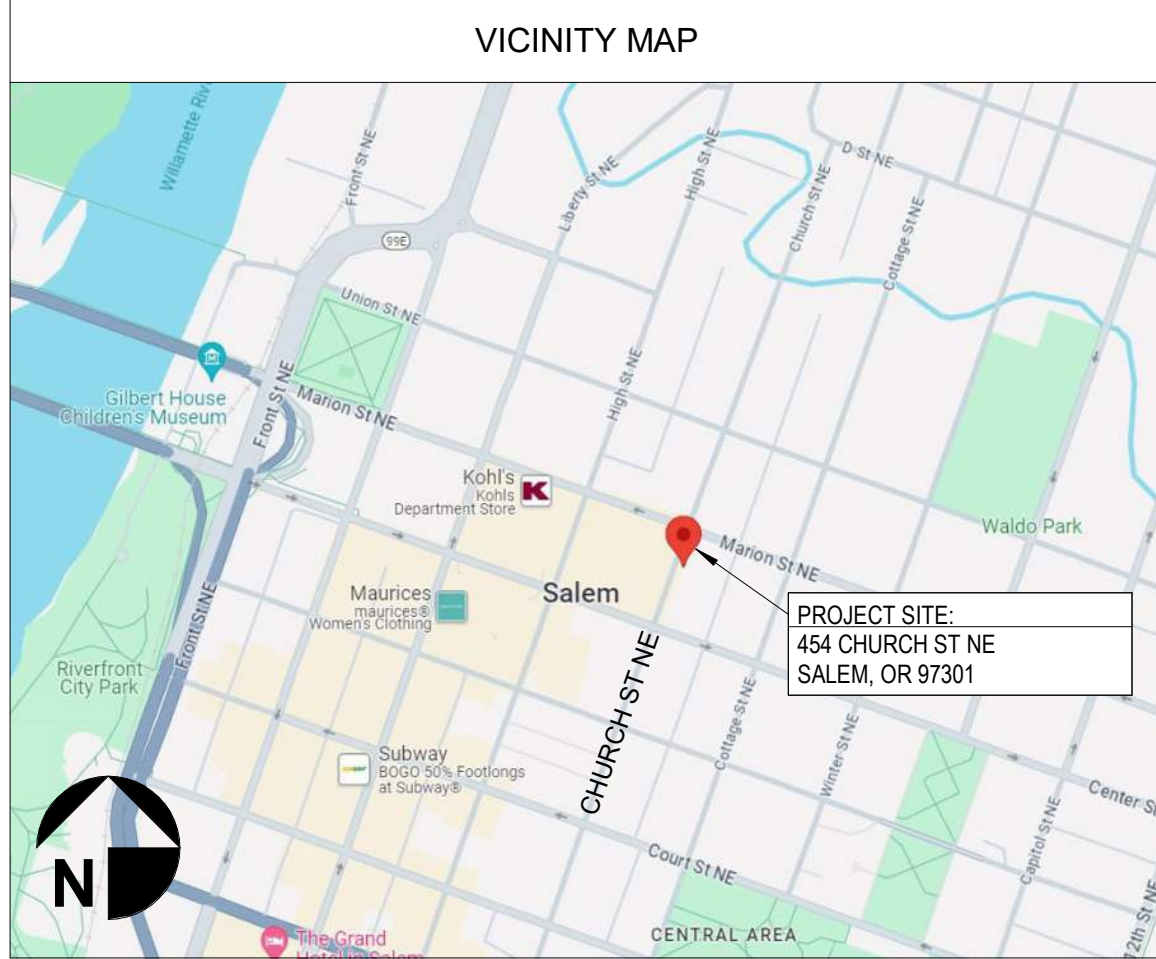 VICINITY MAP
Willamette Riv
Front St NE
99E
Liberty St NE
High St NE
D St NE
Church St NE
Cottage St NE
Union St NE
Gilbert House
Children's Museum
Front St NE
Marion St NE
High St NE
Kohl's
Kohls
Department Store
K
Marion St NE
Waldo Park
Maurices
maurices®
Women's Clothing
Salem
PROJECT SITE:
454 CHURCH ST NE
SALEM, OR 97301
Riverfront
City Park
Front St NE
CHURCH ST NE
Cottage St NE
Winter St NE
Subway
BOGO 50% Footlongs
at Subway®
Center S
Capitol St NE
Court St NE
N
CENTRAL AREA
12th St NE
The Grand
Hotel in Salem